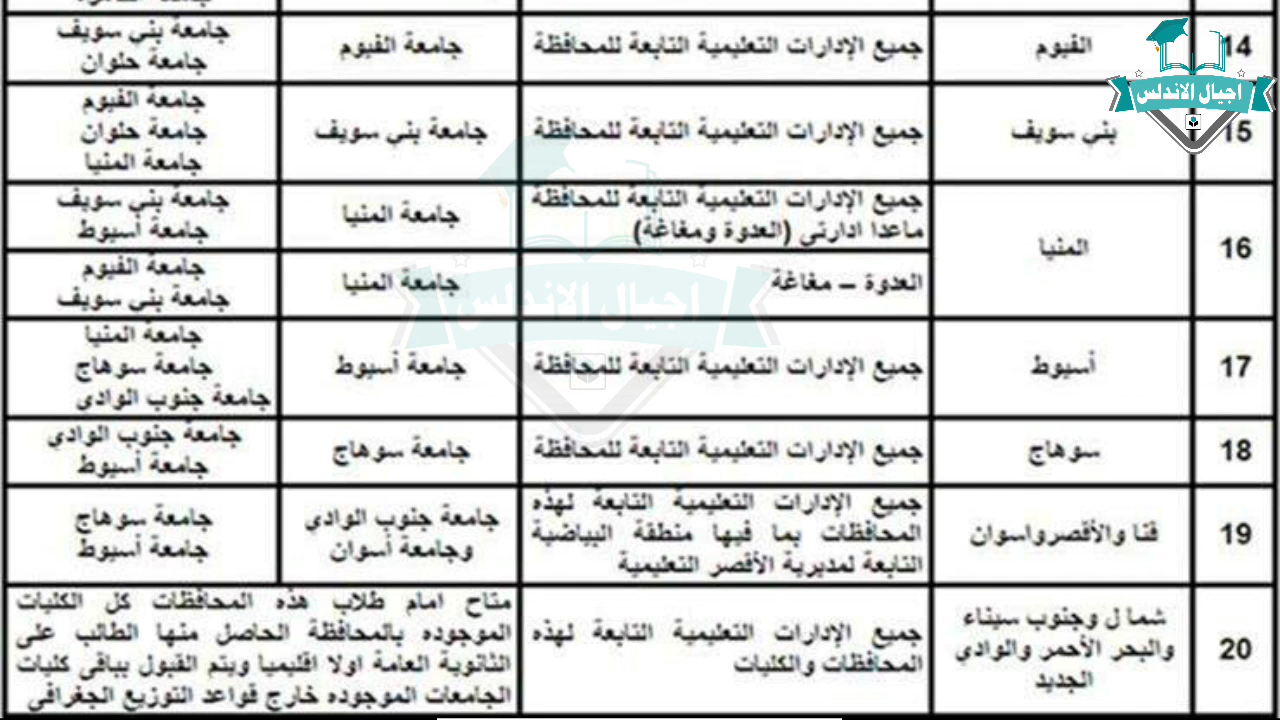 14
الفيوم
جميع الإدارات التعليمية التابعة للمحافظة
جامعة الفيوم
جامعة بني سويف
جامعة حلوان
اجيال الاندلس
15
بني سويف
جميع الإدارات التعليمية التابعة للمحافظة
جامعة بني سويف
جامعة الفيوم
جامعة حلوان
جامعة المنيا
16
المنيا
جميع الإدارات التعليمية التابعة للمحافظة
ماعدا ادارتى (العدوة ومغاغة)
جامعة المنيا
جامعة بني سويف
جامعة أسيوط
العدوة – مغاغة
جامعة المنيا
جامعة الفيوم
جامعة بني سويف
اجيال الاندلس
17
أسيوط
جميع الإدارات التعليمية التابعة للمحافظة
جامعة أسيوط
جامعة المنيا
جامعة سوهاج
جامعة جنوب الوادى
18
سوهاج
جميع الإدارات التعليمية التابعة للمحافظة
جامعة سوهاج
جامعة جنوب الوادي
جامعة أسيوط
19
قنا والأقصرواسوان
جميع الإدارات التعليمية التابعة لهذه
المحافظات بما فيها منطقة البياضية
التابعة لمديرية الأقصر التعليمية
جامعة جنوب الوادي
وجامعة أسوان
جامعة سوهاج
جامعة أسيوط
20
شمال وجنوب سيناء
والبحر الأحمر والوادي
الجديد
جميع الإدارات التعليمية التابعة لهذه
المحافظات والكليات
متاح امام طلاب هذه المحافظات كل الكليات
الموجوده بالمحافظة الحاصل منها الطالب على
الثانوية العامة اولا اقليميا ويتم القبول بباقى كليات
الجامعات الموجوده خارج قواعد التوزيع الجغرافى